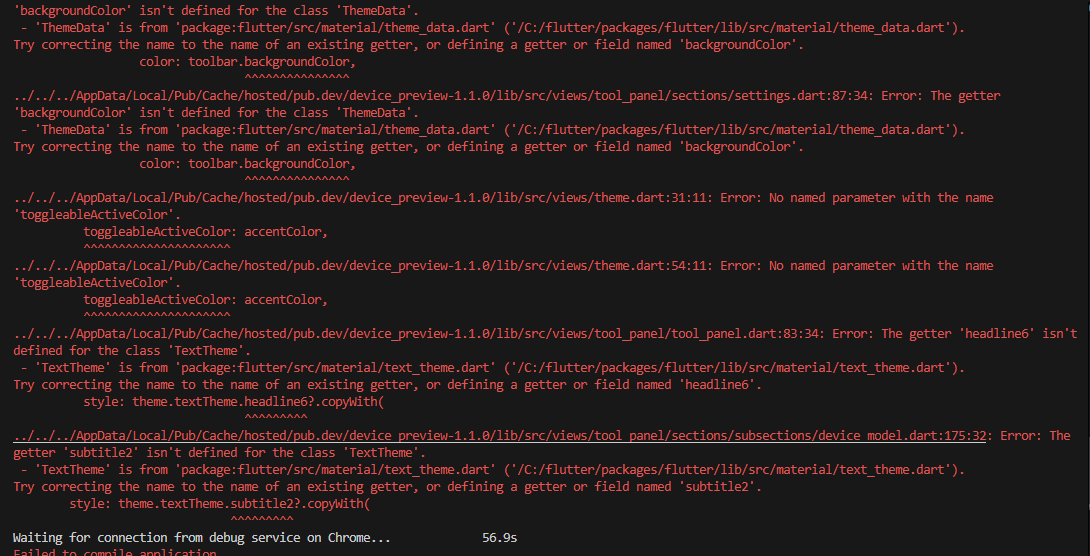 'backgroundColor' isn't defined for the class 'ThemeData'.
- 'ThemeData' is from 'package:flutter/src/material/theme_data.dart' ('/C:/flutter/packages/flutter/lib/src/material/theme_data.dart').
Try correcting the name to the name of an existing getter, or defining a getter or field named 'backgroundColor'.
color: toolbar.backgroundColor,
^^^^^^^^^^^^^^^
../../../AppData/Local/Pub/Cache/hosted/pub.dev/device_preview-1.1.0/lib/src/views/tool_panel/sections/settings.dart:87:34: Error: The getter
'backgroundColor' isn't defined for the class 'ThemeData'.
- 'ThemeData' is from 'package:flutter/src/material/theme_data.dart' ('/C:/flutter/packages/flutter/lib/src/material/theme_data.dart').
Try correcting the name to the name of an existing getter, or defining a getter or field named 'backgroundColor'.
color: toolbar.backgroundColor,
^^^^^^^^^^^^^^^
../../../AppData/Local/Pub/Cache/hosted/pub.dev/device_preview-1.1.0/lib/src/views/theme.dart:31:11: Error: No named parameter with the name
'toggleableActiveColor'.
toggleableActiveColor: accentColor,
^^^^^^^^^^^^^^^^^^^^^
../../../AppData/Local/Pub/Cache/hosted/pub.dev/device_preview-1.1.0/lib/src/views/theme.dart:54:11: Error: No named parameter with the name
'toggleableActiveColor'.
toggleableActiveColor: accentColor,
^^^^^^^^^^^^^^^^^^^^^
../../../AppData/Local/Pub/Cache/hosted/pub.dev/device_preview-1.1.0/lib/src/views/tool_panel/tool_panel.dart:83:34: Error: The getter 'headline6' isn't
defined for the class 'TextTheme'.
- 'TextTheme' is from 'package:flutter/src/material/text_theme.dart' ('/C:/flutter/packages/flutter/lib/src/material/text_theme.dart').
Try correcting the name to the name of an existing getter, or defining a getter or field named 'headline6'.
style: theme.textTheme.headline6?.copyWith(
^^^^^^^^^
../../../AppData/Local/Pub/Cache/hosted/pub.dev/device_preview-1.1.0/lib/src/views/tool_panel/sections/subsections/device_model.dart:175:32: Error: The
getter 'subtitle2' isn't defined for the class 'TextTheme'.
- 'TextTheme' is from 'package:flutter/src/material/text_theme.dart' ('/C:/flutter/packages/flutter/lib/src/material/text_theme.dart').
Try correcting the name to the name of an existing getter, or defining a getter or field named 'subtitle2'.
style: theme.textTheme.subtitle2?.copyWith(
^^^^^^^^^
Waiting for connection from debug service on Chrome... 56.9s
Failed to compile application.